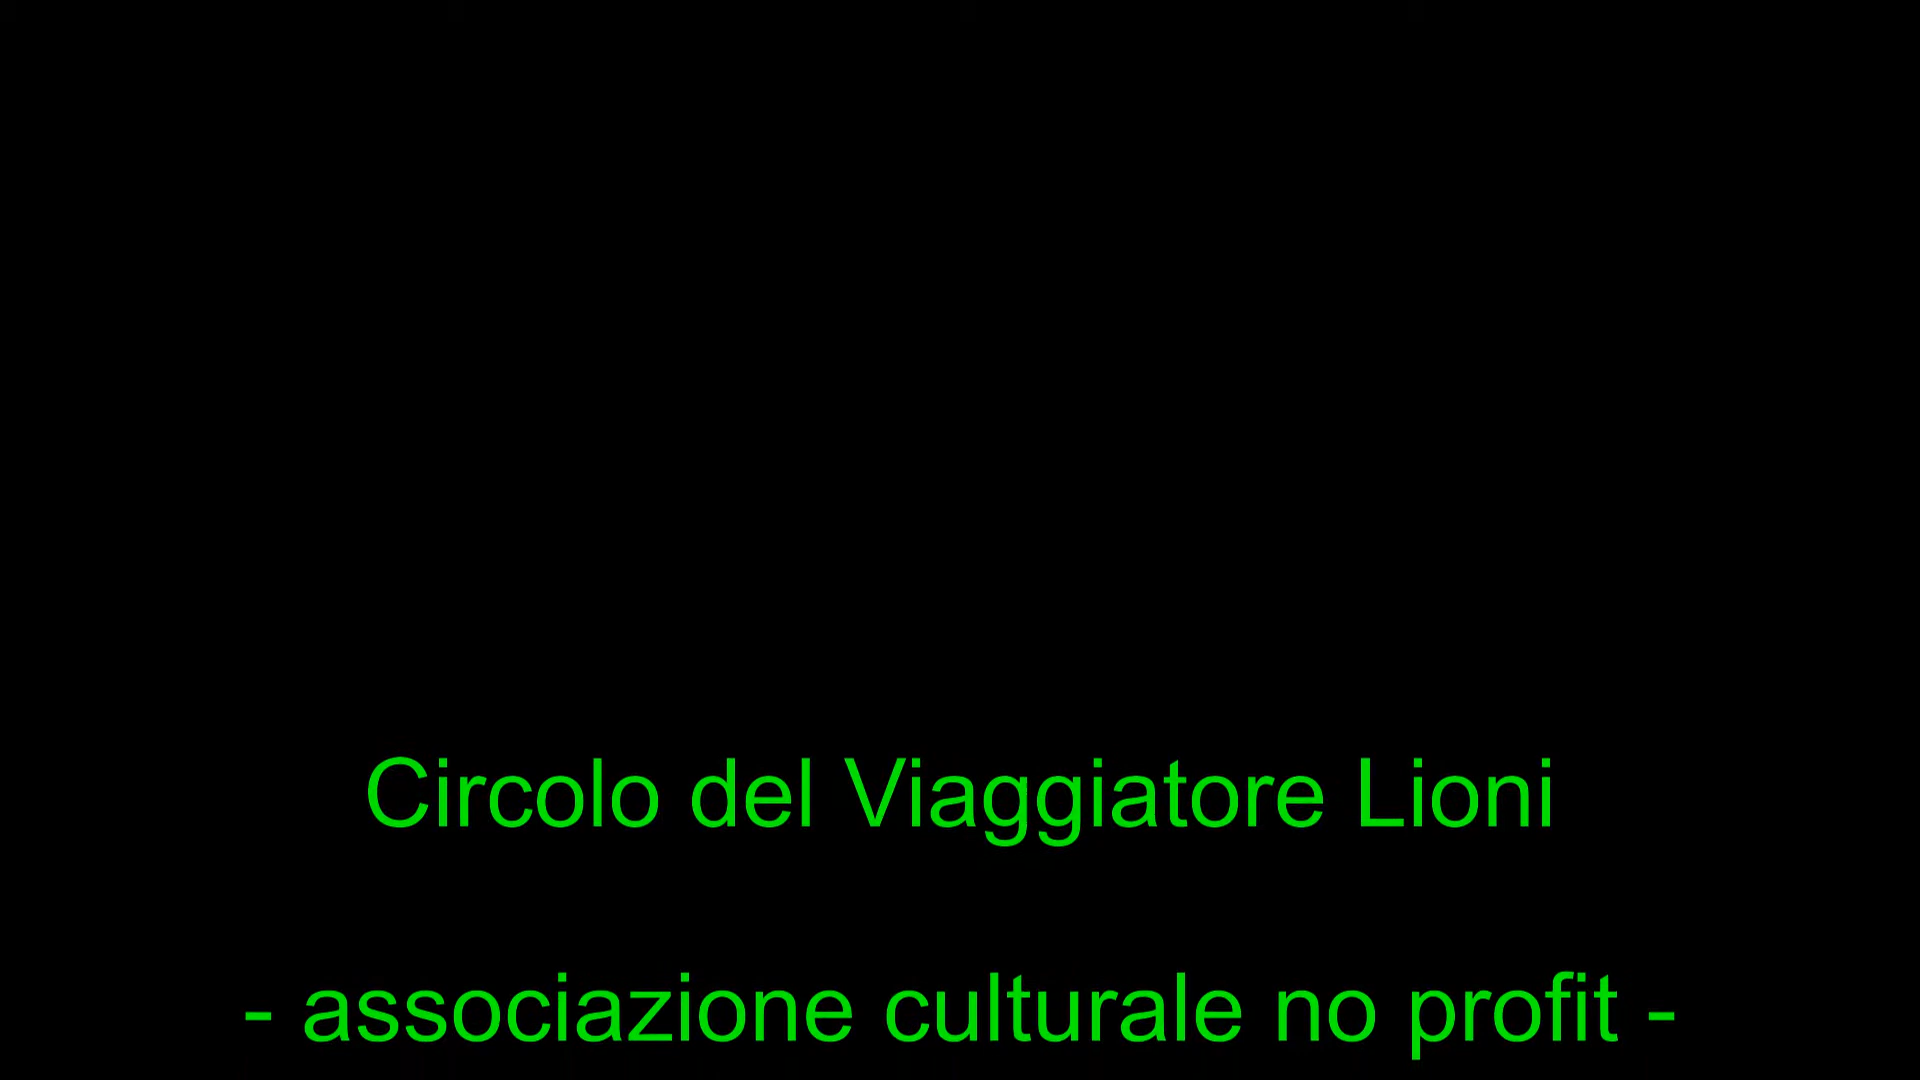 Circolo del Viaggiatore Lioni
- associazione culturale no profit -